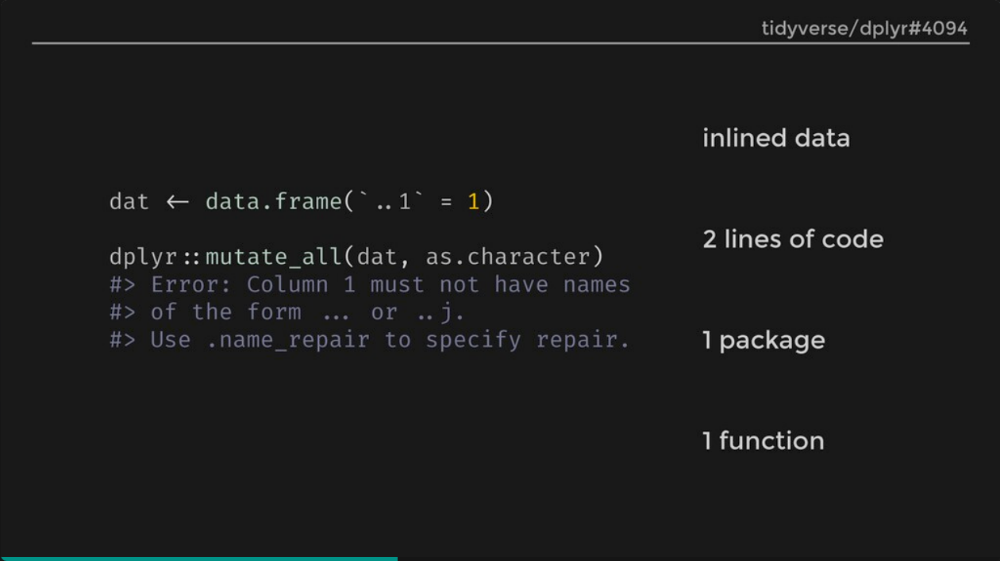 tidyverse/dplyr#4094
inlined data
dat <- data.frame(`..1` = 1)
2 lines of code
dplyr::mutate_all(dat, as.character)
#> Error: Column 1 must not have names
#> of the form ... or ..j.
#> Use .name_repair to specify repair.
1 package
1 function